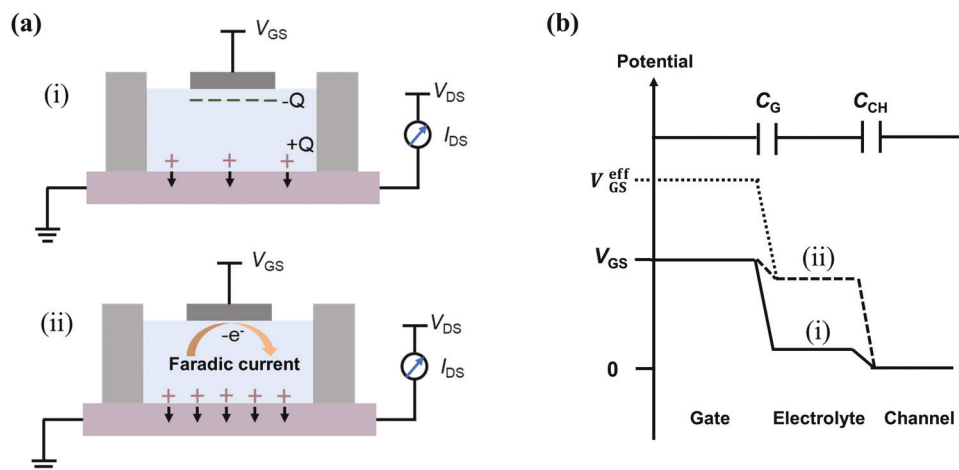 (a)
(i)
V_GS
-Q
+Q
+ + +
V_DS
I_DS
(ii)
V_GS
-e⁻
Faradic current
+ + + + +
V_DS
I_DS
(b)
Potential
C_G
C_CH
V_GS^eff
V_GS
(ii)
(i)
0
Gate Electrolyte Channel